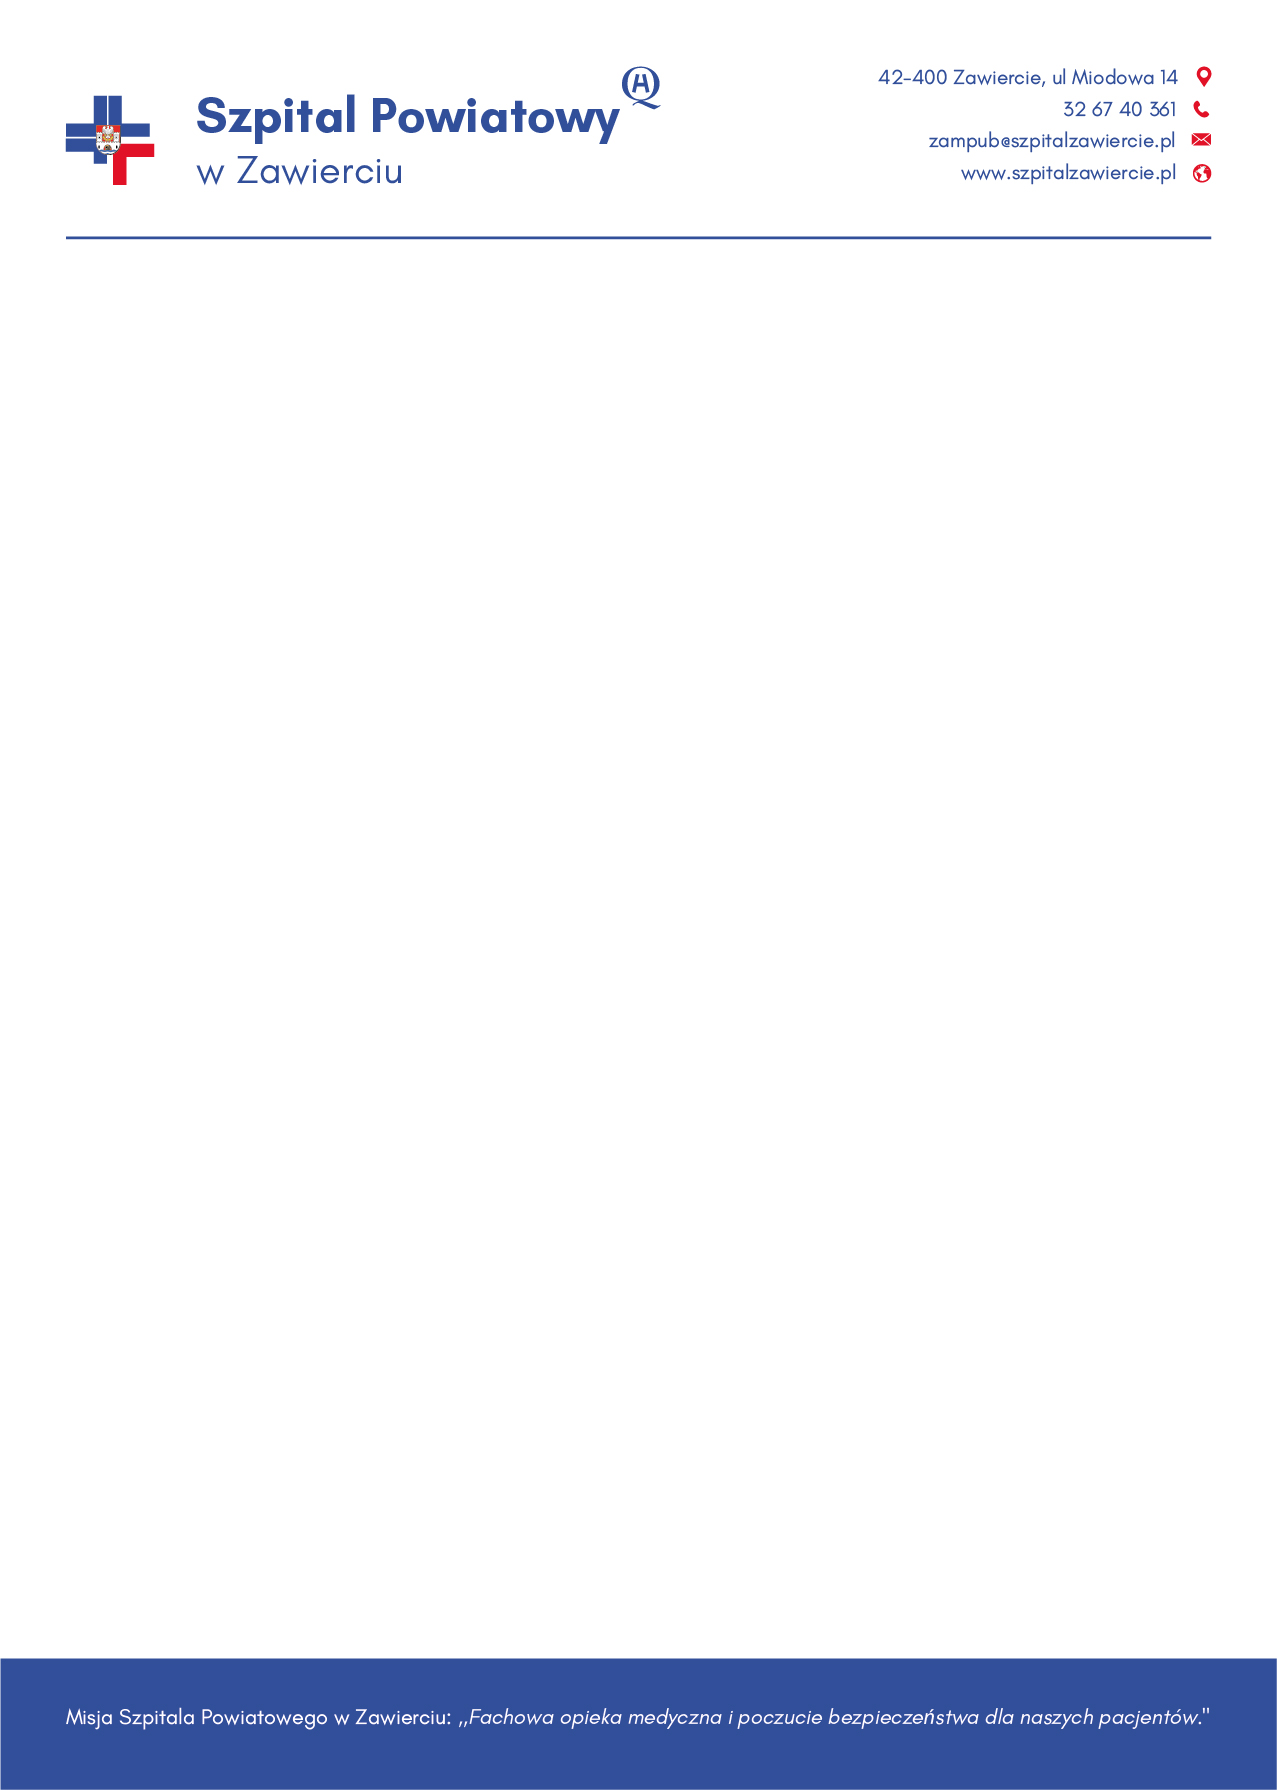 Szpital Powiatowy
w Zawierciu
42-400 Zawiercie, ul Miodowa 14
32 67 40 361
zampub@szpitalzawiercie.pl
www.szpitalzawiercie.pl
Misja Szpitala Powiatowego w Zawierciu: ,,Fachowa opieka medyczna i poczucie bezpieczeństwa dla naszych pacjentów."